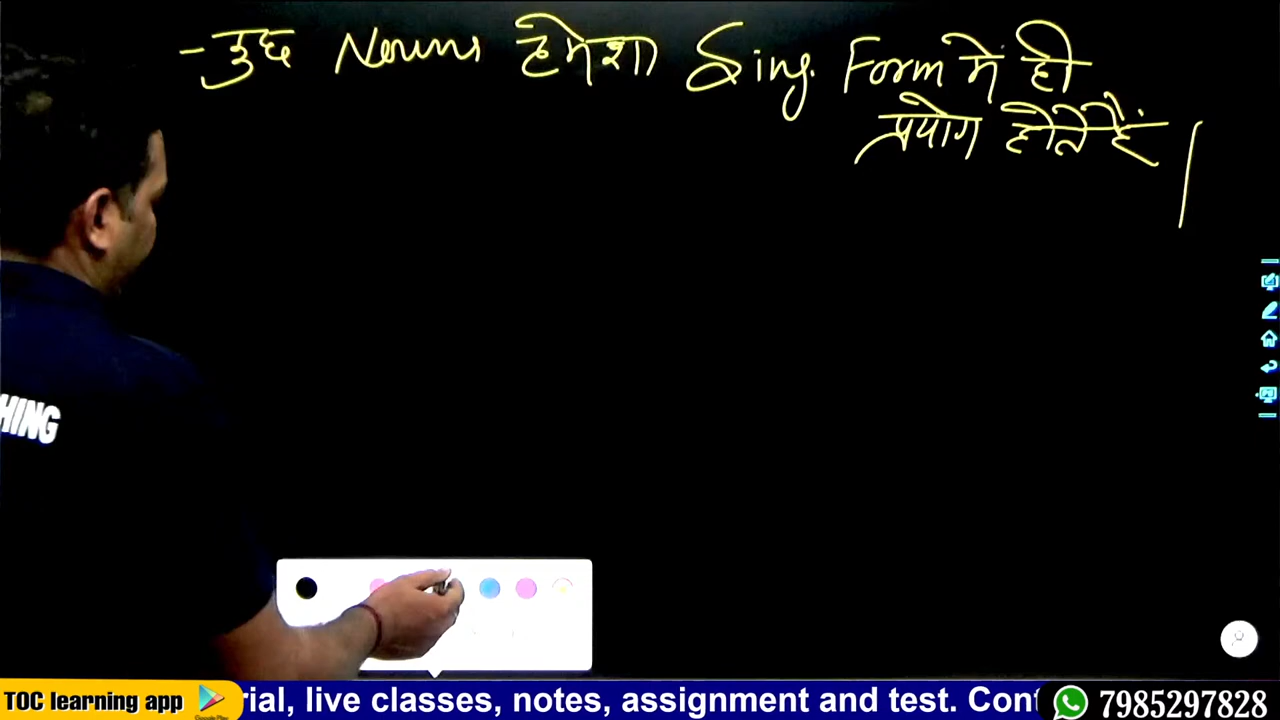 - कुछ Nouns हमेशा Sing. Form में ही
प्रयोग होते हैं |
HING
TOC learning app
rial, live classes, notes, assignment and test. Cont
7985297828